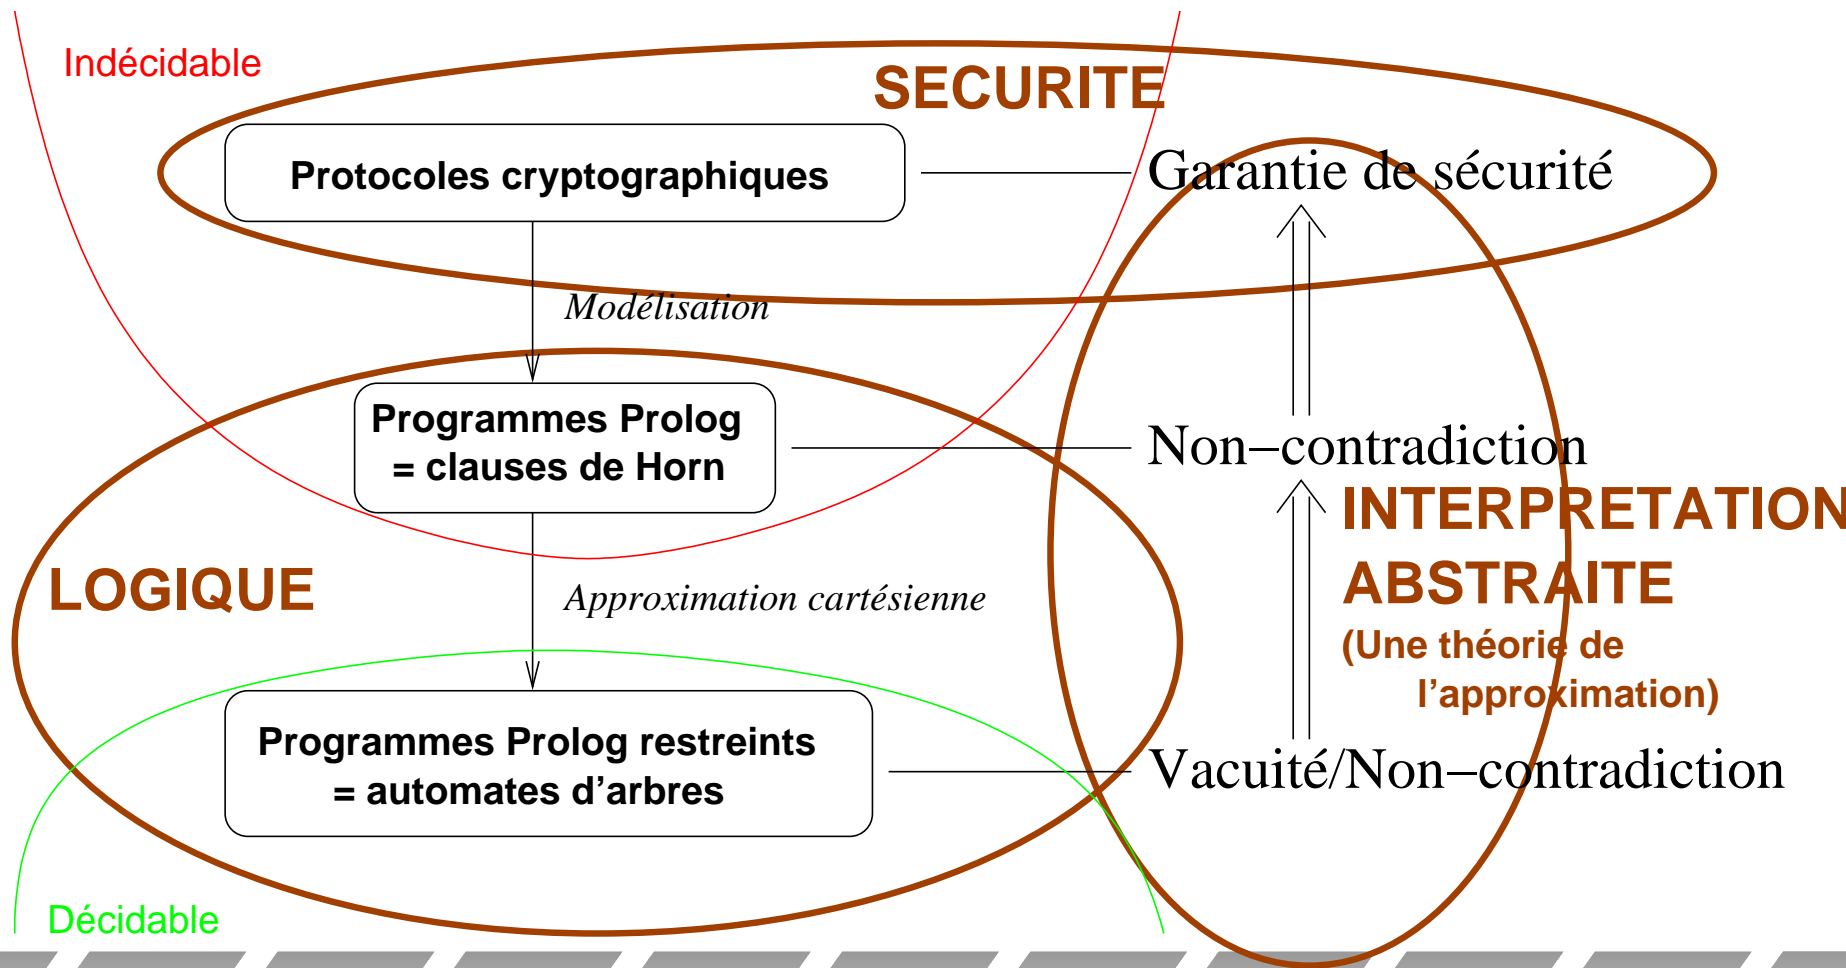 Indécidable
SECURITE
Protocoles cryptographiques
Garantie de sécurité
Modélisation
Programmes Prolog
= clauses de Horn
Non−contradiction
INTERPRETATION
ABSTRAITE
(Une théorie de
l’approximation)
LOGIQUE
Approximation cartésienne
Programmes Prolog restreints
= automates d’arbres
Vacuité/Non−contradiction
Décidable